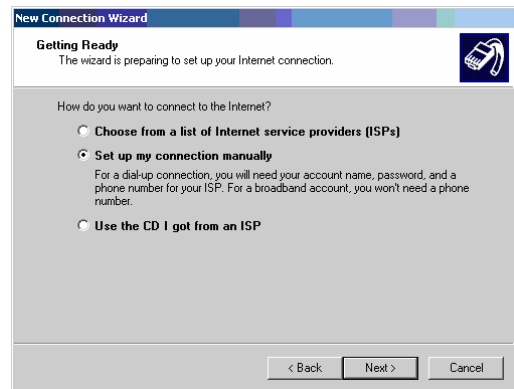 New Connection Wizard
Getting Ready
The wizard is preparing to set up your Internet connection.
How do you want to connect to the Internet?
Choose from a list of Internet service providers (ISPs)
Set up my connection manually
For a dial-up connection, you will need your account name, password, and a
phone number for your ISP. For a broadband account, you won't need a phone
number.
Use the CD I got from an ISP
< Back Next > Cancel